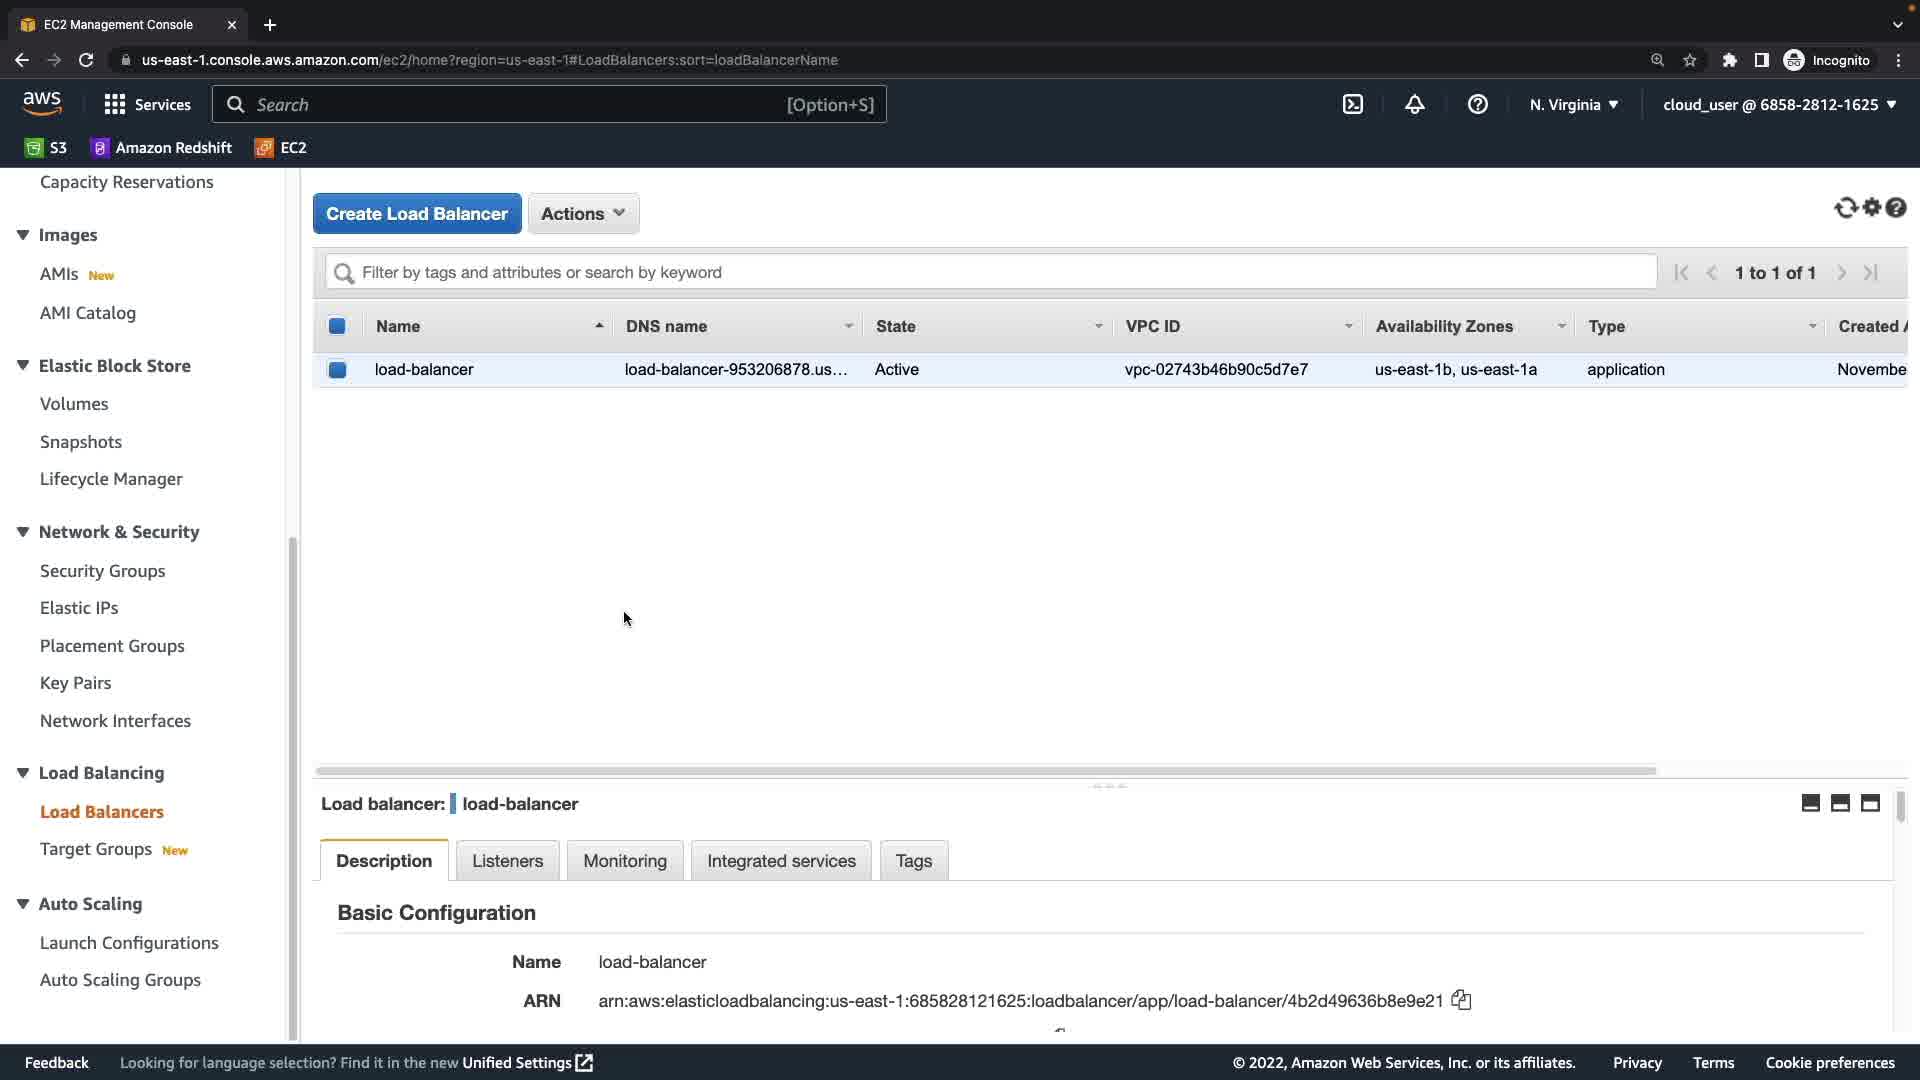 EC2 Management Console
us-east-1.console.aws.amazon.com/ec2/home?region=us-east-1#LoadBalancers:sort=loadBalancerName
Incognito
aws
Services
Search
[Option+S]
N. Virginia
cloud_user @ 6858-2812-1625
S3
Amazon Redshift
EC2
Capacity Reservations
Images
AMIs New
AMI Catalog
Elastic Block Store
Volumes
Snapshots
Lifecycle Manager
Network & Security
Security Groups
Elastic IPs
Placement Groups
Key Pairs
Network Interfaces
Load Balancing
Load Balancers
Target Groups New
Auto Scaling
Launch Configurations
Auto Scaling Groups
Create Load Balancer
Actions
Filter by tags and attributes or search by keyword
1 to 1 of 1
Name DNS name State VPC ID Availability Zones Type Created A
load-balancer load-balancer-953206878.us... Active vpc-02743b46b90c5d7e7 us-east-1b, us-east-1a application Novembe
Load balancer: load-balancer
Description Listeners Monitoring Integrated services Tags
Basic Configuration
Name load-balancer
ARN arn:aws:elasticloadbalancing:us-east-1:685828121625:loadbalancer/app/load-balancer/4b2d49636b8e9e21
Feedback
Looking for language selection? Find it in the new Unified Settings
© 2022, Amazon Web Services, Inc. or its affiliates.
Privacy
Terms
Cookie preferences